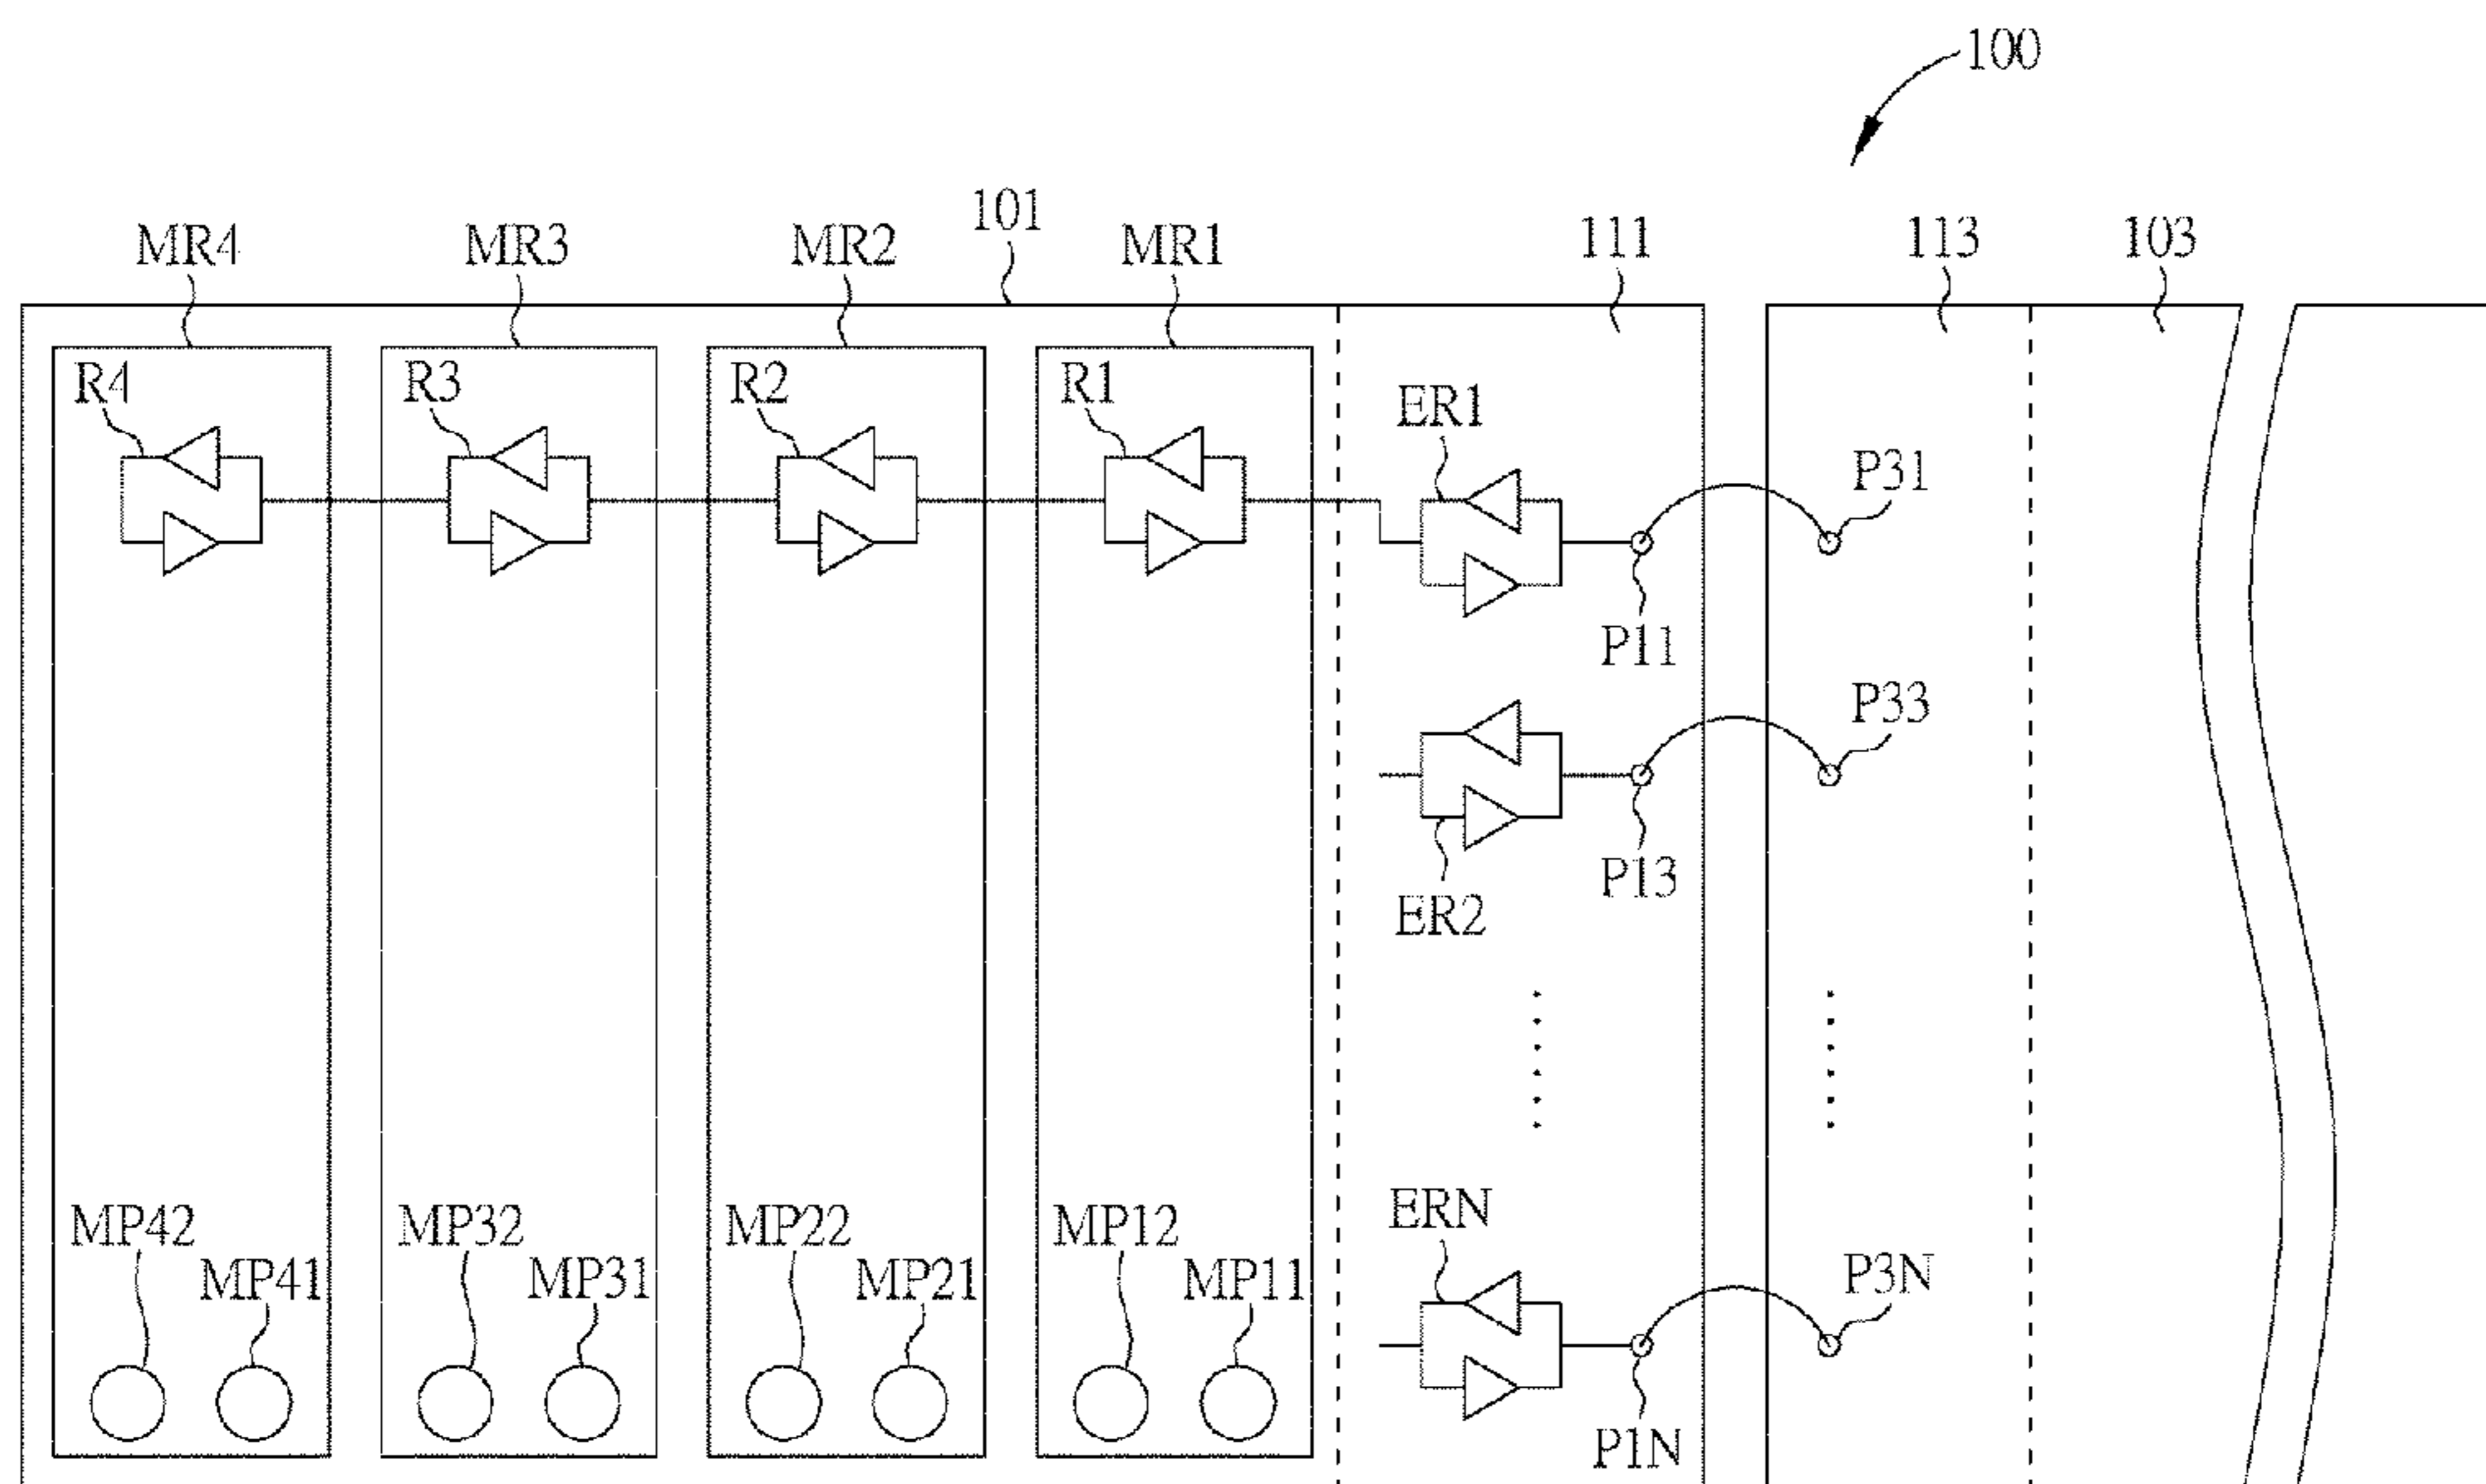 100
101
MR4 MR3 MR2 MR1 111 113 103
R4 R3 R2 R1 ER1
P31
P11
P33
P13
ER2
MP42 MP32 MP22 MP12 ERN
MP41 MP31 MP21 MP11 P3N
P1N